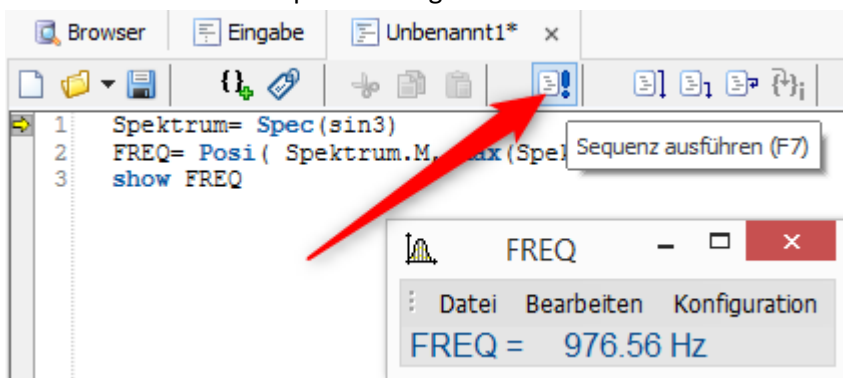 Browser Eingabe Unbenannt1*
1 Spektrum= Spec(sin3)
2 FREQ= Posi( Spektrum.M,
3 show FREQ
Sequenz ausführen (F7)
FREQ
Datei Bearbeiten Konfiguration
FREQ = 976.56 Hz